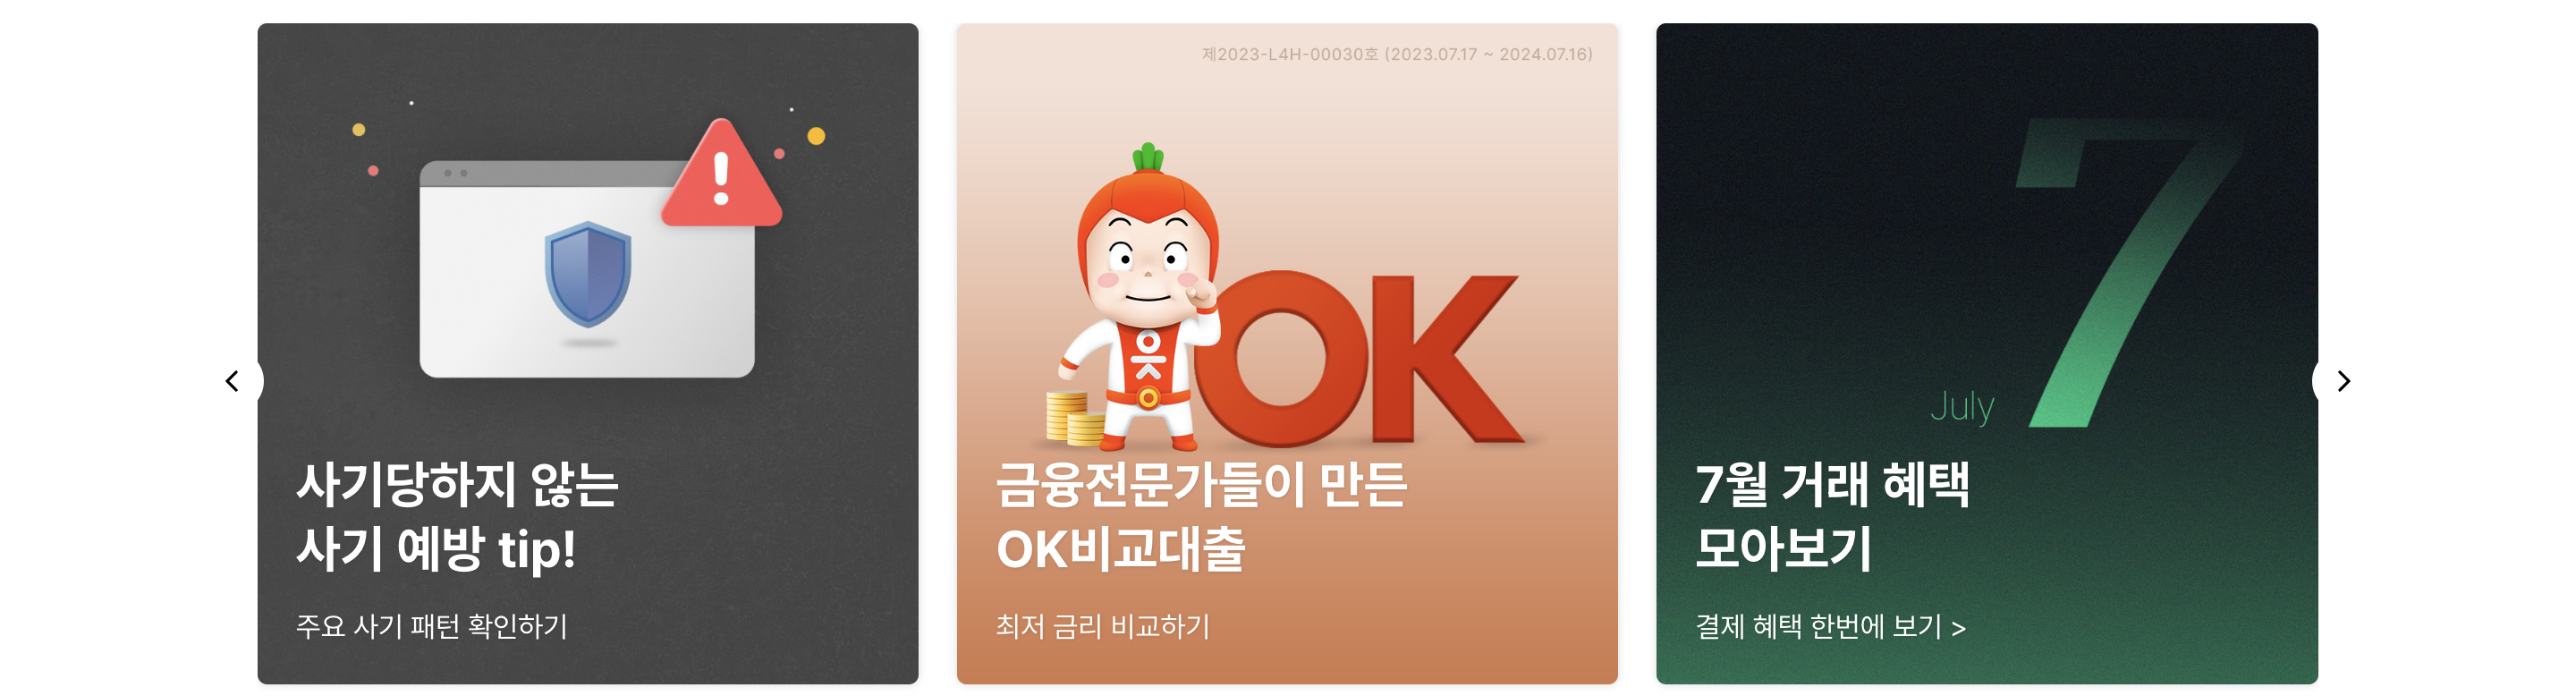 사기당하지 않는
사기 예방 tip!
주요 사기 패턴 확인하기
제2023-L4H-00030호 (2023.07.17 ~ 2024.07.16)
OK
OK
금융전문가들이 만든
OK비교대출
최저 금리 비교하기
7
July
7월 거래 혜택
모아보기
결제 혜택 한번에 보기 >